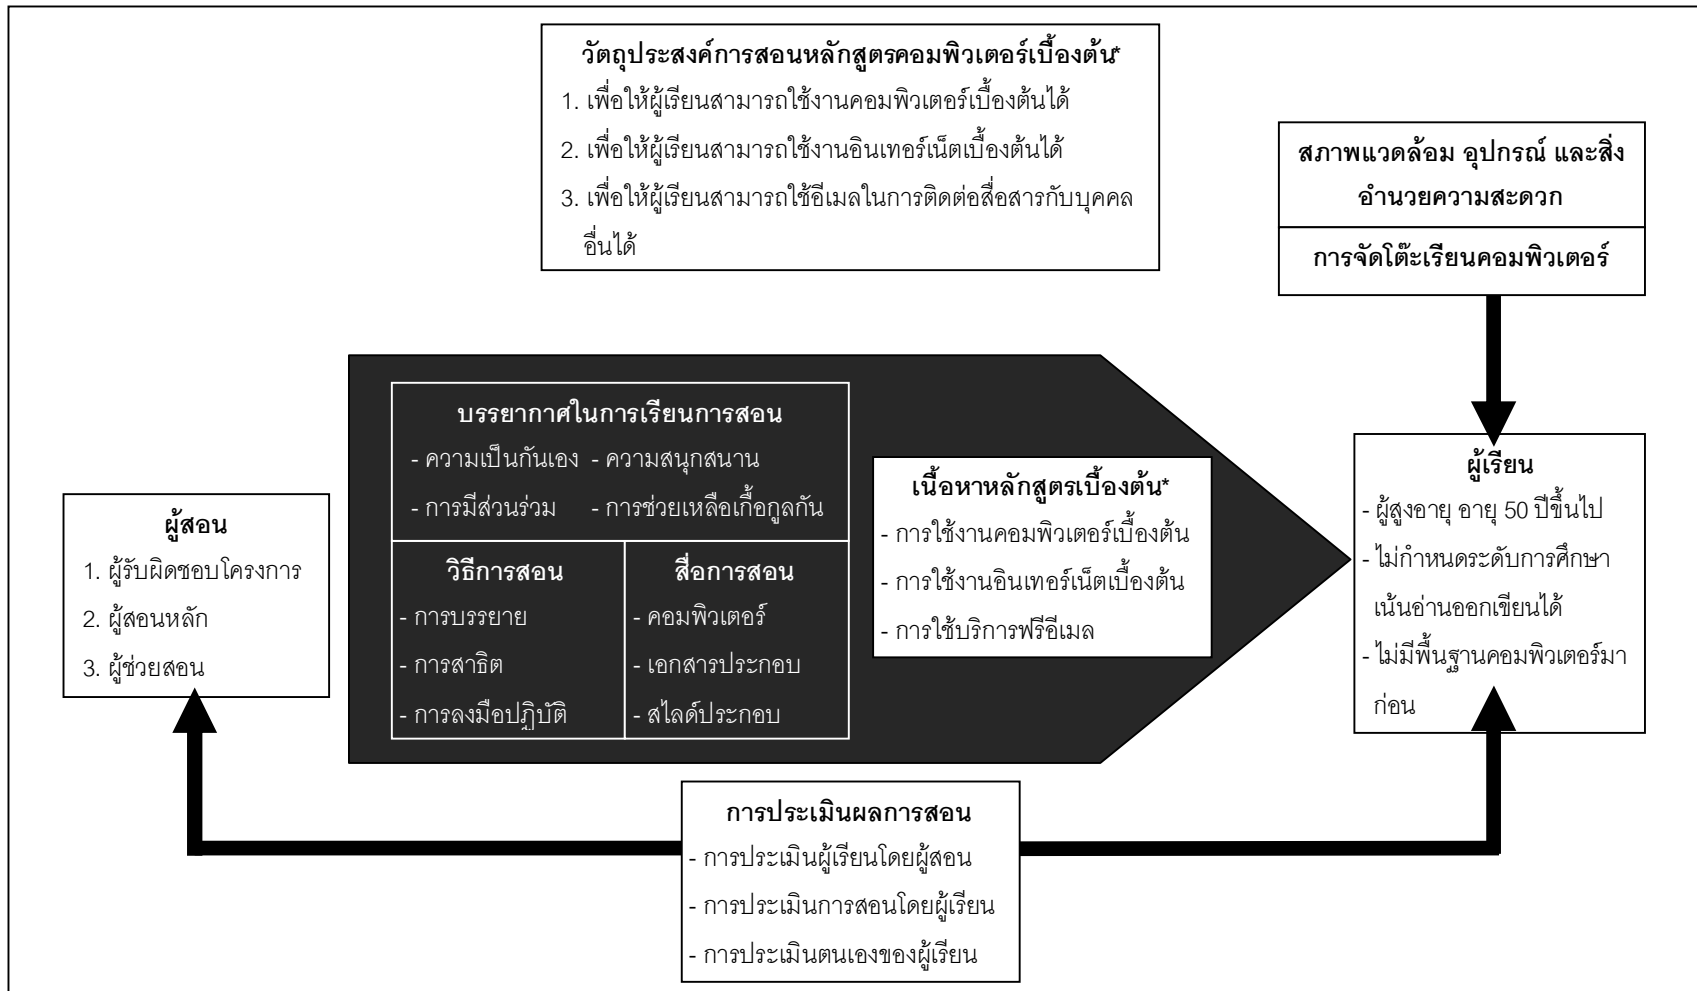 วัตถุประสงค์การสอนหลักสูตรคอมพิวเตอร์เบื้องต้น*
1. เพื่อให้ผู้เรียนสามารถใช้งานคอมพิวเตอร์เบื้องต้นได้
2. เพื่อให้ผู้เรียนสามารถใช้งานอินเทอร์เน็ตเบื้องต้นได้
3. เพื่อให้ผู้เรียนสามารถใช้อีเมลในการติดต่อสื่อสารกับบุคคล
อื่นได้
สภาพแวดล้อม อุปกรณ์ และสิ่ง
อำนวยความสะดวก
การจัดโต๊ะเรียนคอมพิวเตอร์
ผู้สอน
1. ผู้รับผิดชอบโครงการ
2. ผู้สอนหลัก
3. ผู้ช่วยสอน
บรรยากาศในการเรียนการสอน
- ความเป็นกันเอง - ความสนุกสนาน
- การมีส่วนร่วม - การช่วยเหลือเกื้อกูลกัน
วิธีการสอน
- การบรรยาย
- การสาธิต
- การลงมือปฏิบัติ
สื่อการสอน
- คอมพิวเตอร์
- เอกสารประกอบ
- สไลด์ประกอบ
เนื้อหาหลักสูตรเบื้องต้น*
- การใช้งานคอมพิวเตอร์เบื้องต้น
- การใช้งานอินเทอร์เน็ตเบื้องต้น
- การใช้บริการฟรีอีเมล
ผู้เรียน
- ผู้สูงอายุ อายุ 50 ปีขึ้นไป
- ไม่กำหนดระดับการศึกษา
เน้นอ่านออกเขียนได้
- ไม่มีพื้นฐานคอมพิวเตอร์มา
ก่อน
การประเมินผลการสอน
- การประเมินผู้เรียนโดยผู้สอน
- การประเมินการสอนโดยผู้เรียน
- การประเมินตนเองของผู้เรียน